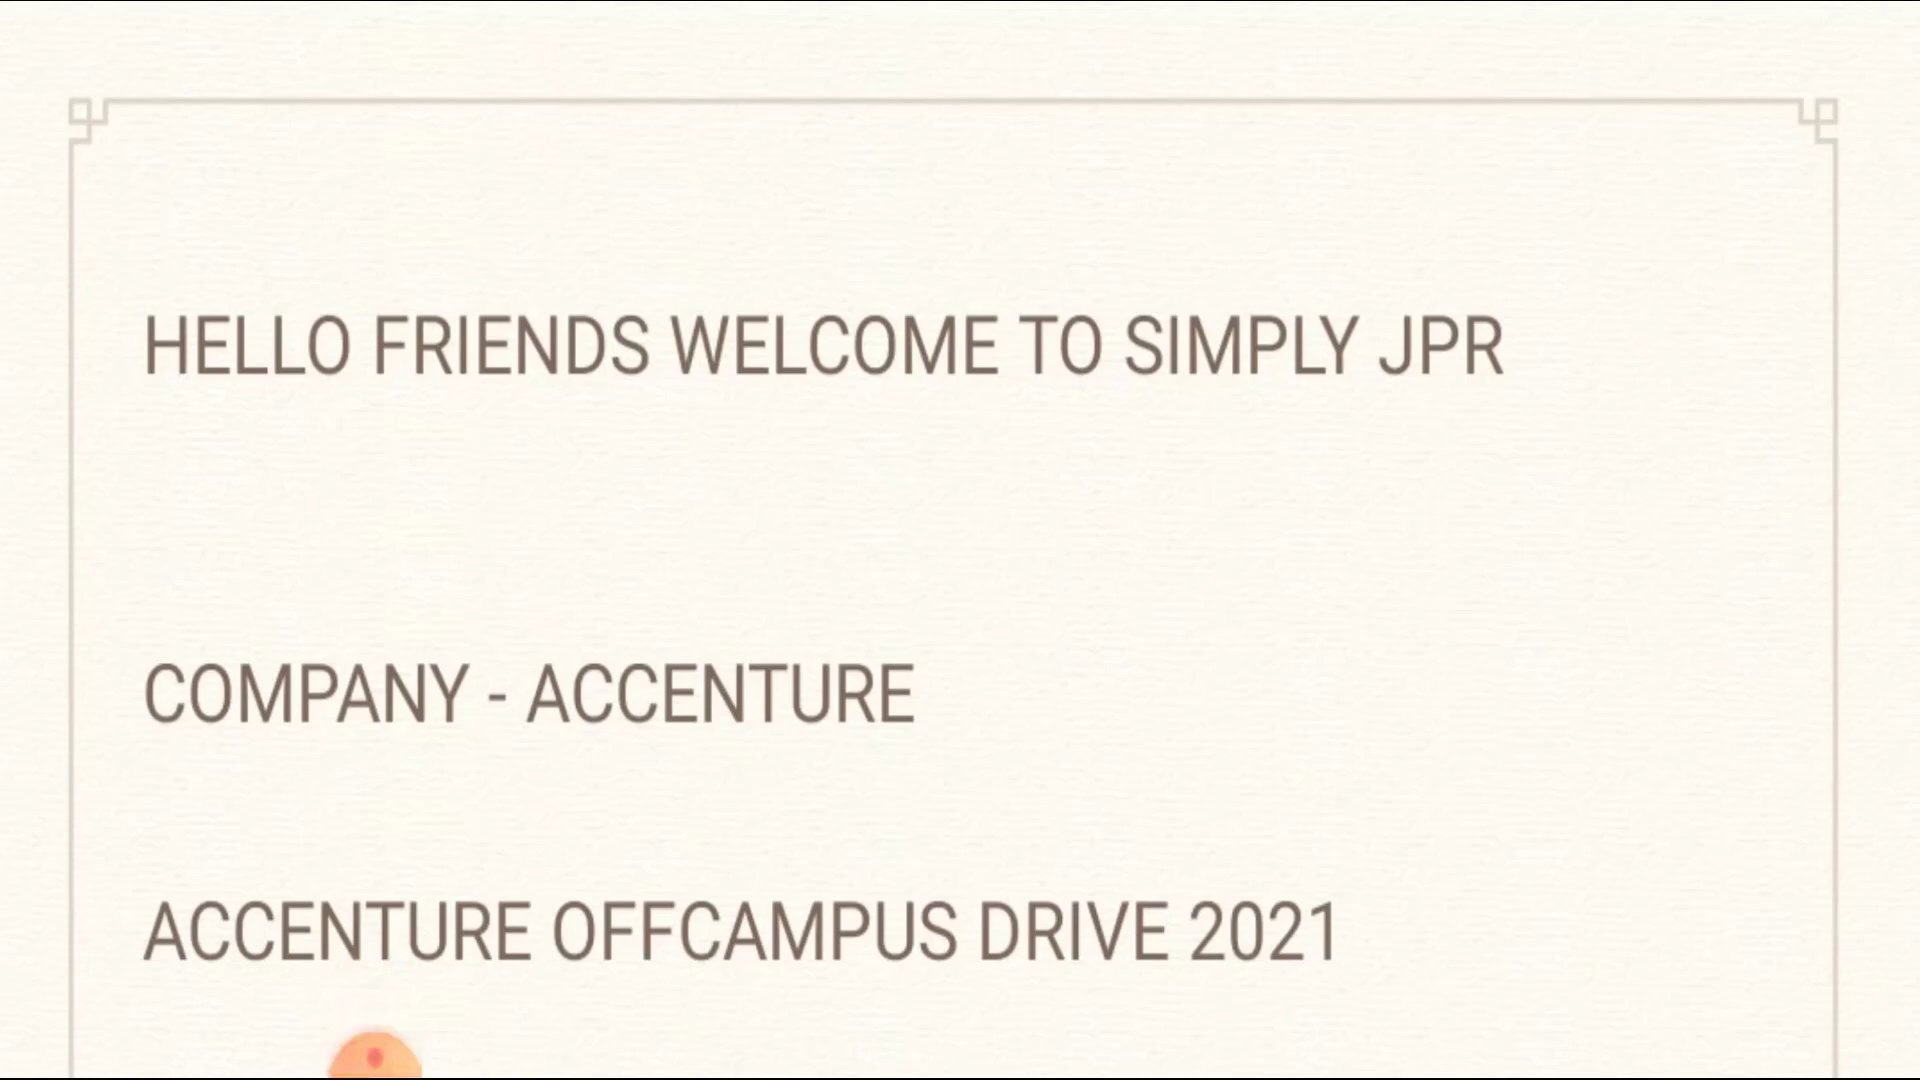 HELLO FRIENDS WELCOME TO SIMPLY JPR
COMPANY - ACCENTURE
ACCENTURE OFFCAMPUS DRIVE 2021